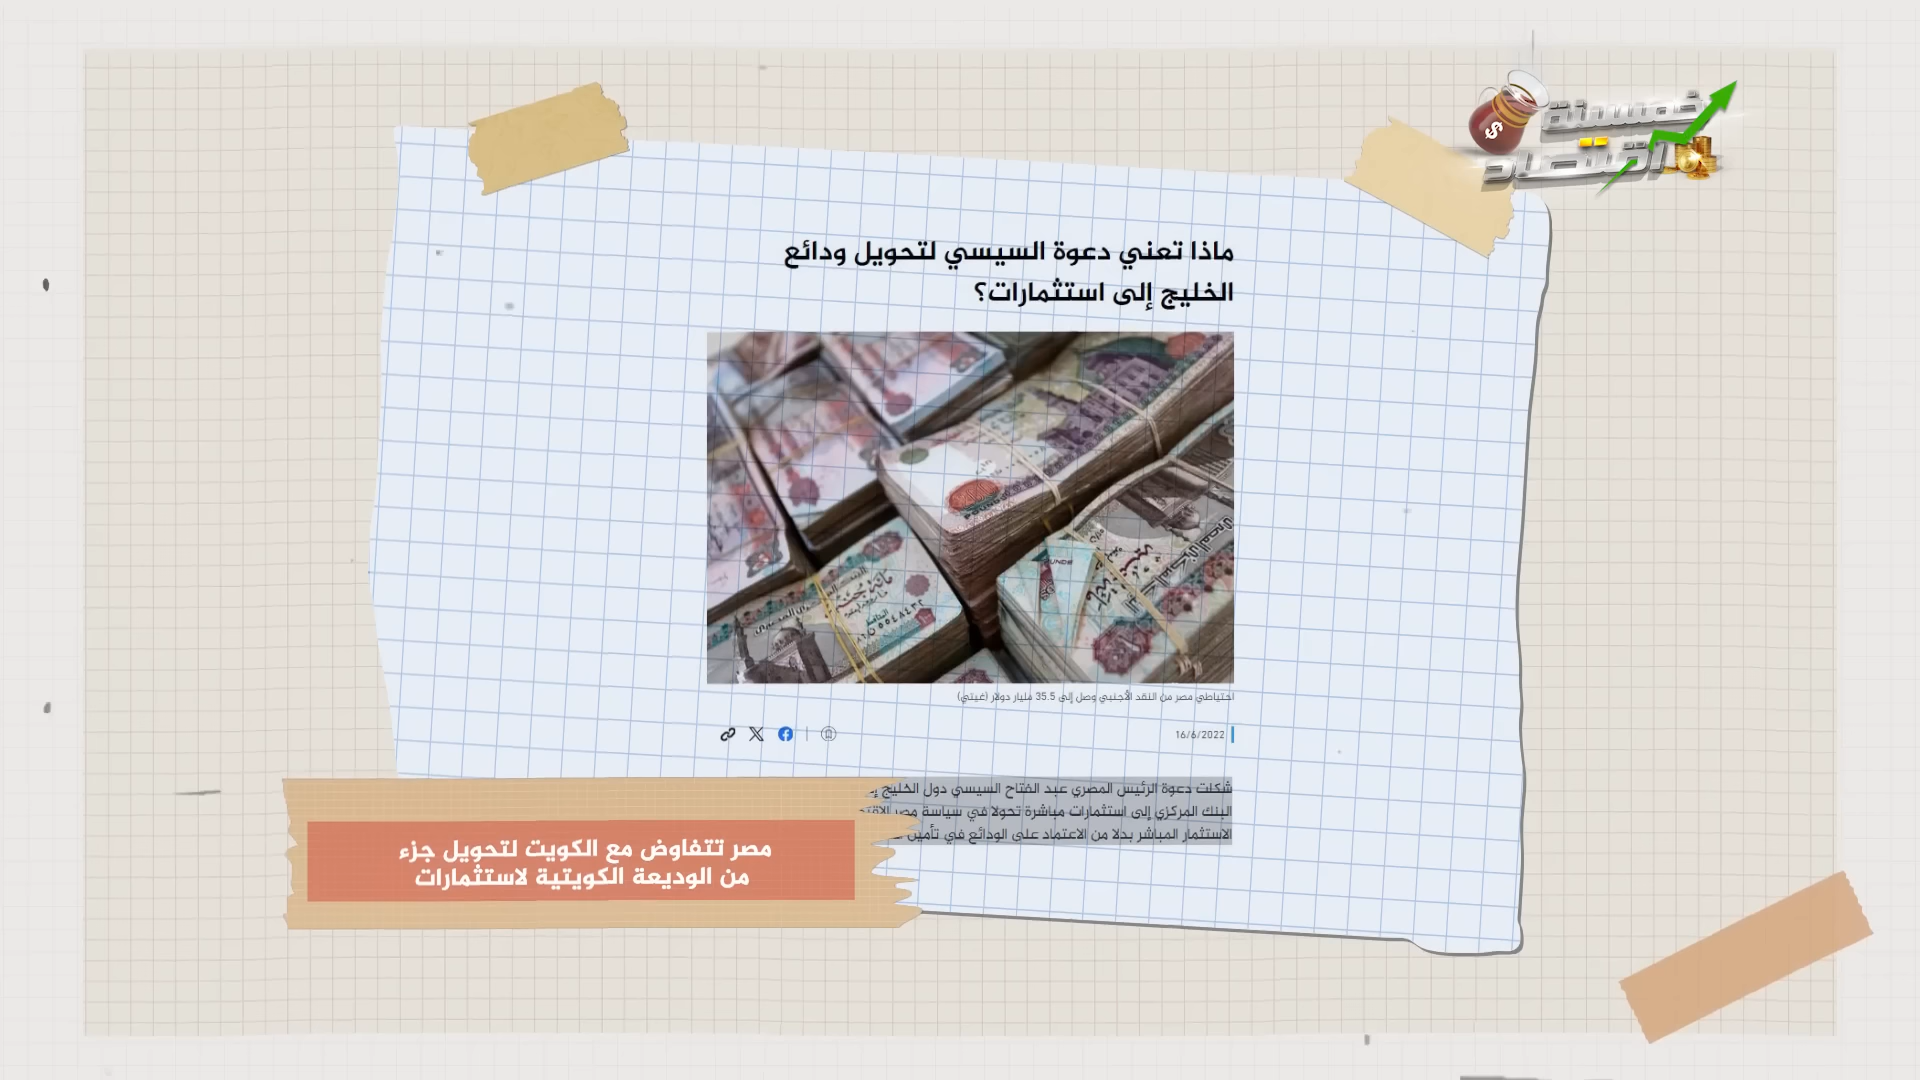 خمسينة
اقتصاد
ماذا تعني دعوة السيسي لتحويل ودائع
الخليج إلى استثمارات؟
مائة جنيه
احتياطي مصر من النقد الأجنبي وصل إلى 35.5 مليار دولار (غيتي)
16/6/2022
شكلت دعوة الرئيس المصري عبد الفتاح السيسي دول الخليج
البنك المركزي إلى استثمارات مباشرة تحولا في سياسة مصر
الاستثمار المباشر بدلا من الاعتماد على الودائع في تأمين
مصر تتفاوض مع الكويت لتحويل جزء
من الوديعة الكويتية لاستثمارات